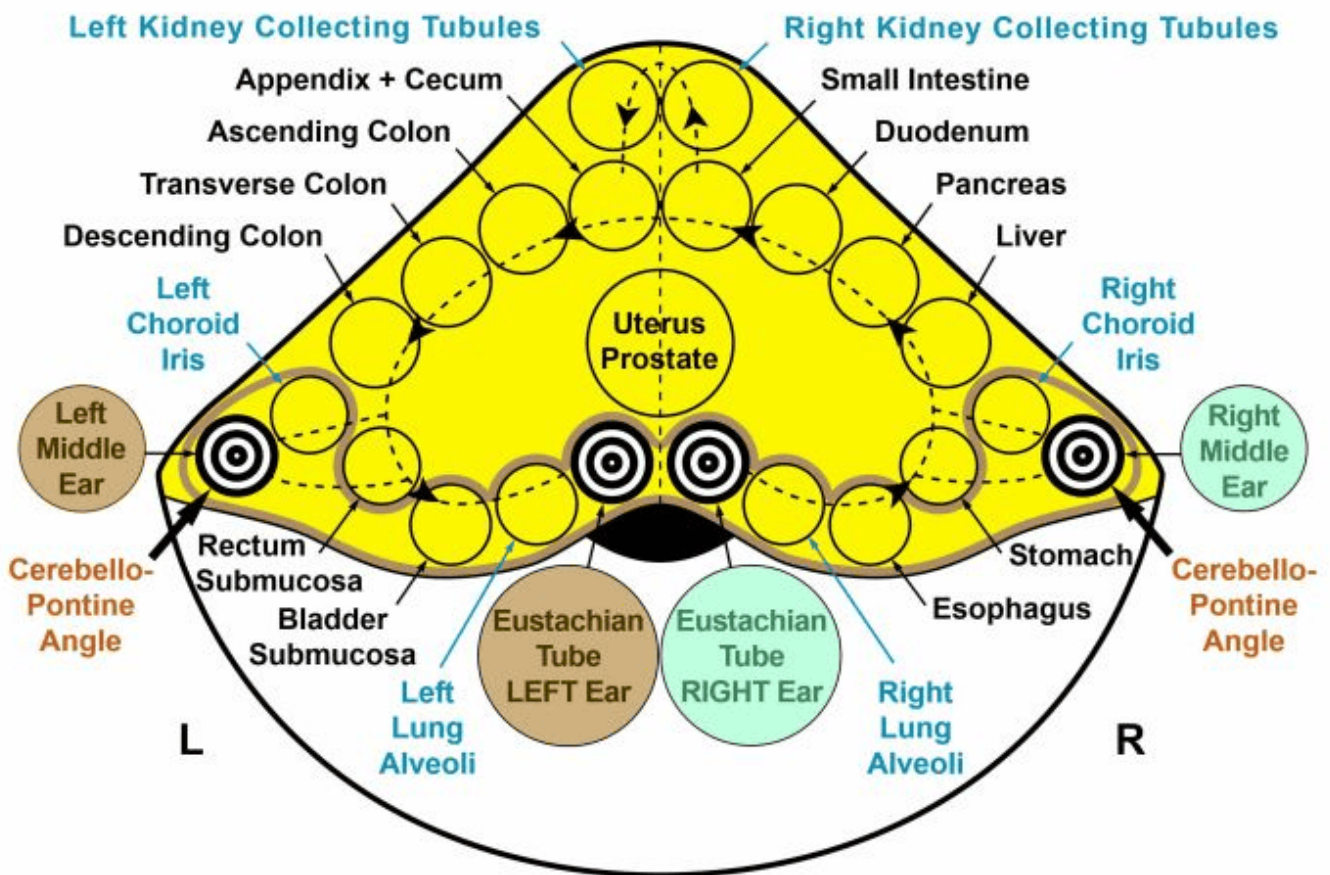 Left Kidney Collecting Tubules
Right Kidney Collecting Tubules
Appendix + Cecum
Small Intestine
Ascending Colon
Duodenum
Transverse Colon
Pancreas
Descending Colon
Liver
Left
Choroid
Iris
Right
Choroid
Iris
Uterus
Prostate
Left
Middle
Ear
Right
Middle
Ear
Rectum
Submucosa
Stomach
Cerebello-
Pontine
Angle
Cerebello-
Pontine
Angle
Bladder
Submucosa
Esophagus
Eustachian
Tube
LEFT Ear
Eustachian
Tube
RIGHT Ear
Left
Lung
Alveoli
Right
Lung
Alveoli
L
R